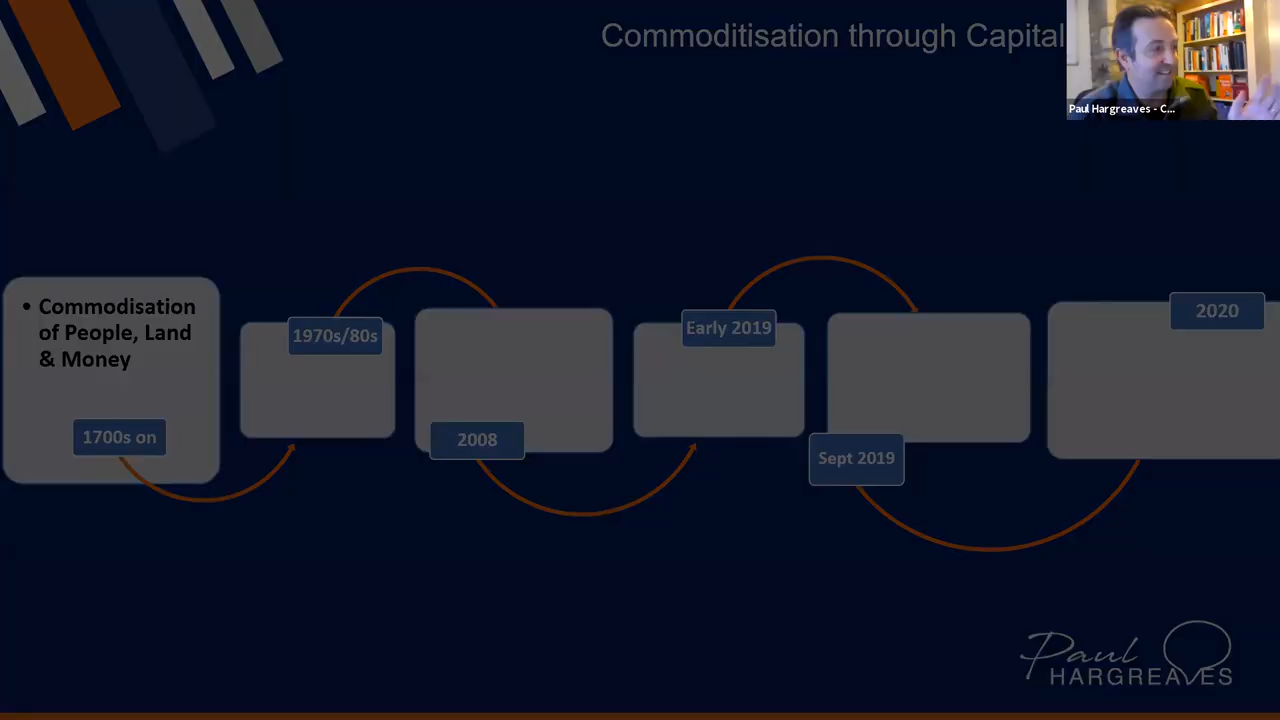 Commoditisation through Capital
Paul Hargreaves - C...
• Commodisation
of People, Land
& Money
1700s on
1970s/80s
2008
Early 2019
Sept 2019
2020
Paul
HARGREAVES